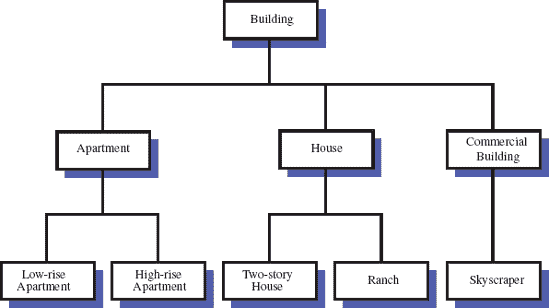 Building
Apartment
House
Commercial
Building
Low-rise
Apartment
High-rise
Apartment
Two-story
House
Ranch
Skyscraper